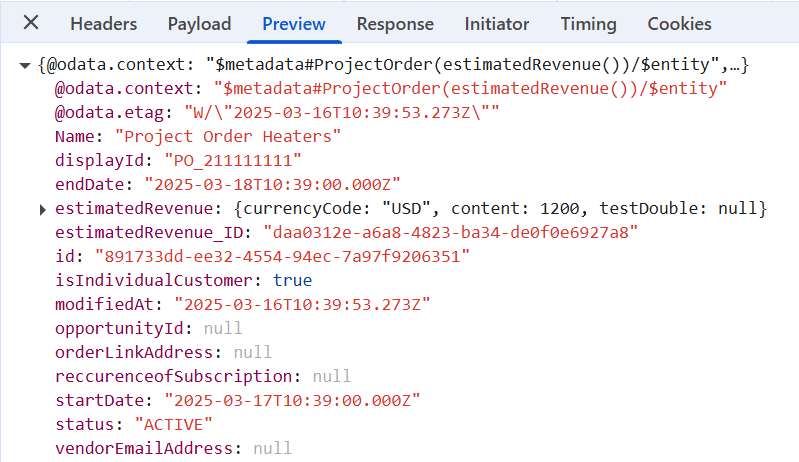 Headers Payload Preview Response Initiator Timing Cookies
{@odata.context: "$metadata#ProjectOrder(estimatedRevenue())/$entity",…}
@odata.context: "$metadata#ProjectOrder(estimatedRevenue())/$entity"
@odata.etag: "W/\"2025-03-16T10:39:53.273Z\""
Name: "Project Order Heaters"
displayId: "PO_211111111"
endDate: "2025-03-18T10:39:00.000Z"
estimatedRevenue: {currencyCode: "USD", content: 1200, testDouble: null}
estimatedRevenue_ID: "daa0312e-a6a8-4823-ba34-de0f0e6927a8"
id: "891733dd-ee32-4554-94ec-7a97f9206351"
isIndividualCustomer: true
modifiedAt: "2025-03-16T10:39:53.273Z"
opportunityId: null
orderLinkAddress: null
reccurenceofSubscription: null
startDate: "2025-03-17T10:39:00.000Z"
status: "ACTIVE"
vendorEmailAddress: null